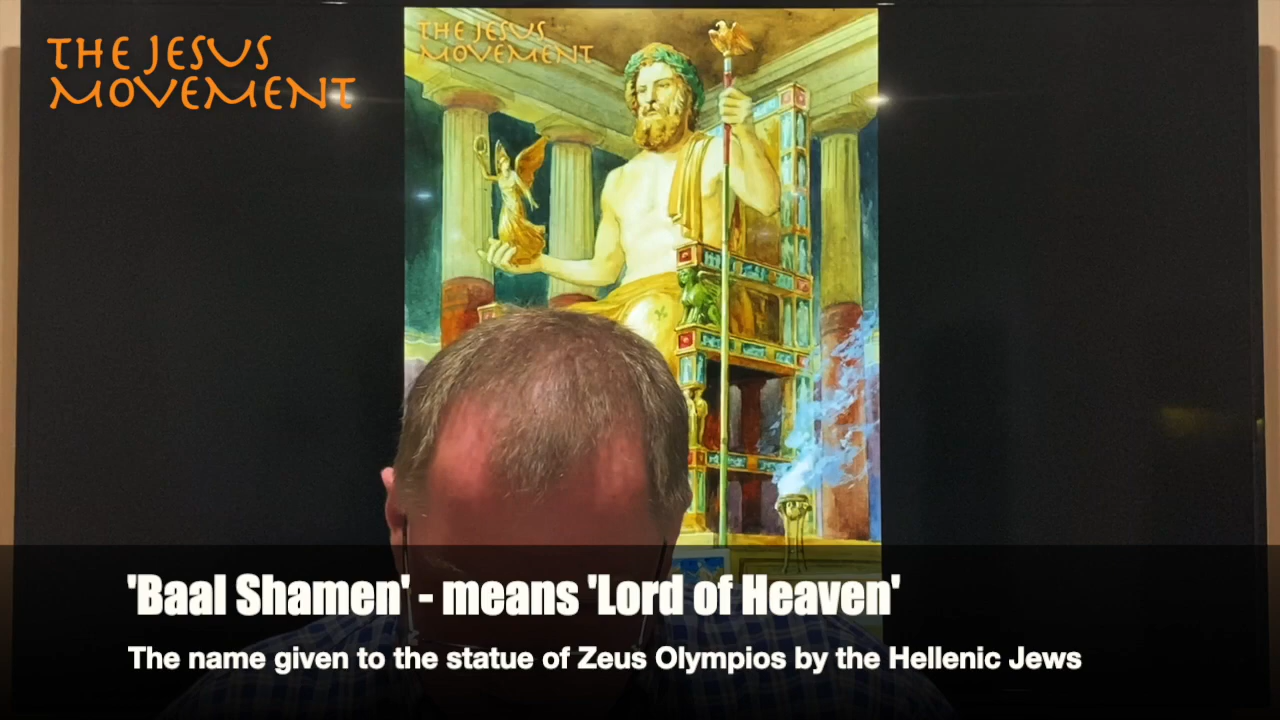 THE JESUS
MOVEMENT
THE JESUS
MOVEMENT
'Baal Shamen' - means 'Lord of Heaven'
The name given to the statue of Zeus Olympios by the Hellenic Jews